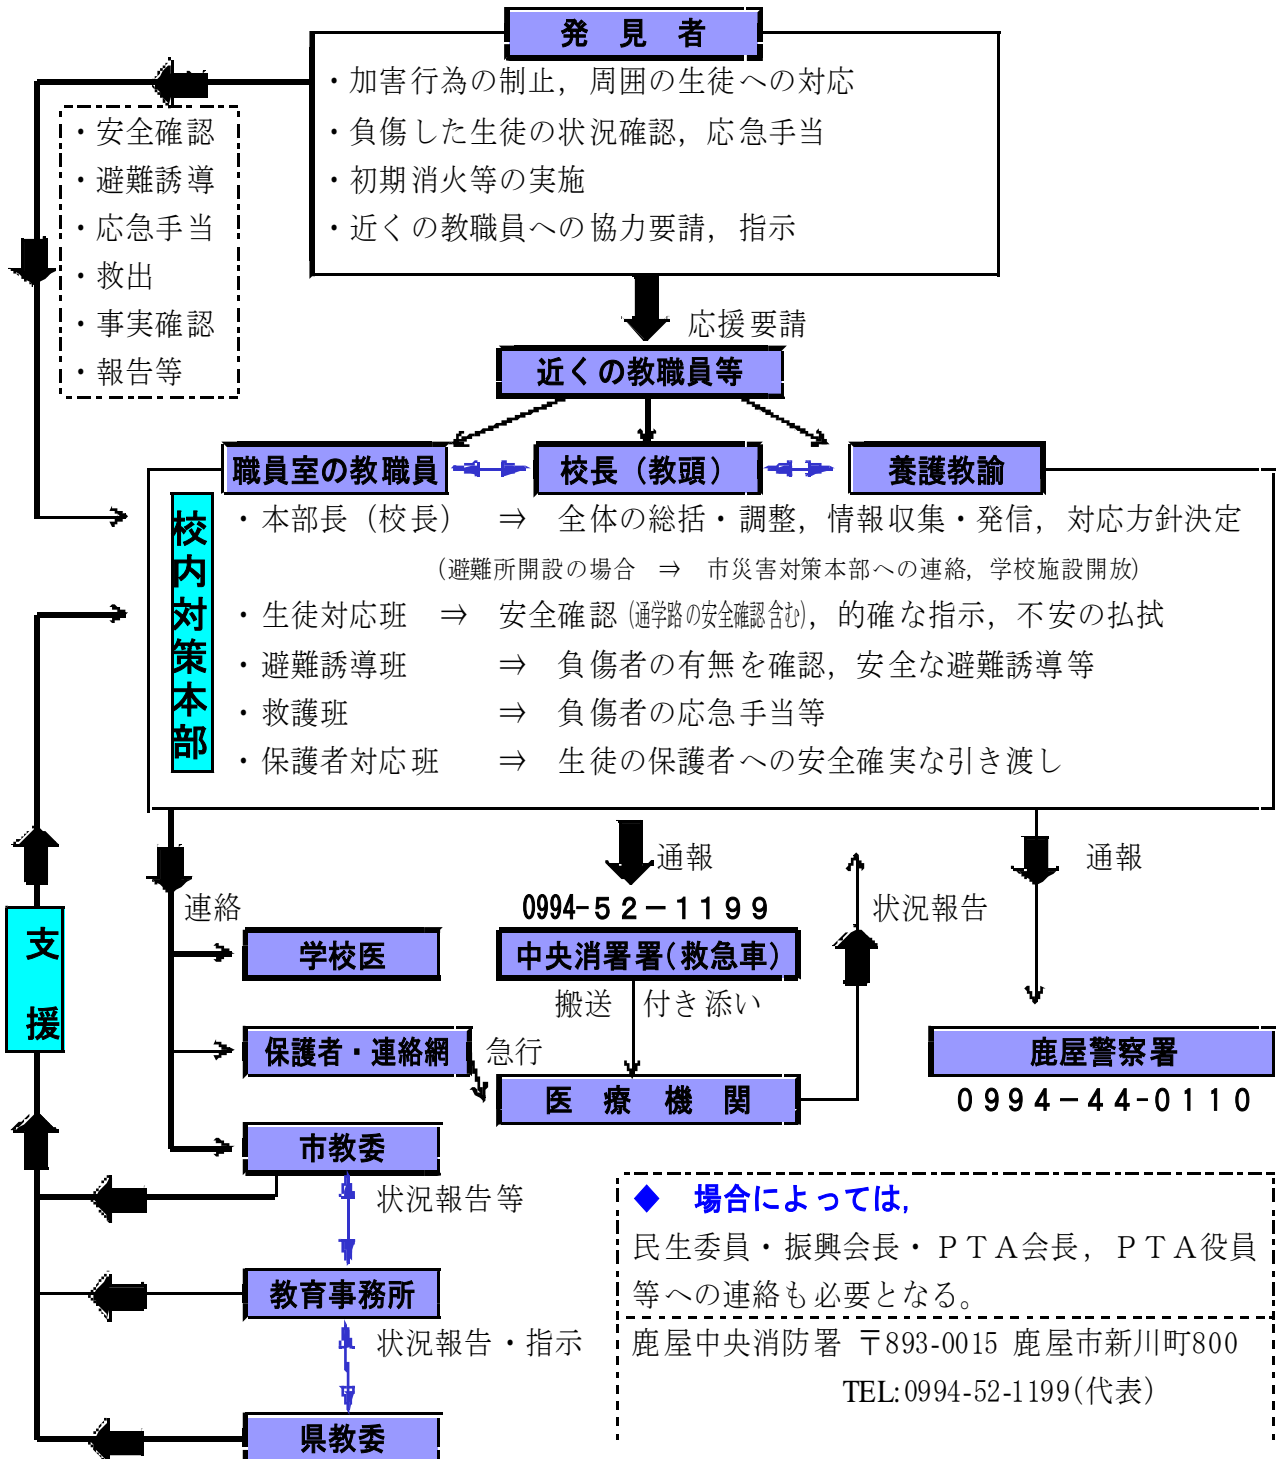 発　見　者
・加害行為の制止，周囲の生徒への対応
・負傷した生徒の状況確認，応急手当
・初期消火等の実施
・近くの教職員への協力要請，指示
・安全確認
・避難誘導
・応急手当
・救出
・事実確認
・報告等
応援要請
近くの教職員等
職員室の教職員
校長（教頭）
養護教諭
校内対策本部
・本部長（校長）　⇒　全体の総括・調整，情報収集・発信，対応方針決定
（避難所開設の場合　⇒　市災害対策本部への連絡，学校施設開放）
・生徒対応班　⇒　安全確認（通学路の安全確認含む），的確な指示，不安の払拭
・避難誘導班　⇒　負傷者の有無を確認，安全な避難誘導等
・救護班　⇒　負傷者の応急手当等
・保護者対応班　⇒　生徒の保護者への安全確実な引き渡し
通報
通報
連絡
0994-５２－１１９９
状況報告
支援
学校医
中央消署署(救急車)
搬送
付き添い
保護者・連絡網
急行
鹿屋警察署
医　療　機　関
０９９４－４４-０１１０
市教委
状況報告等
◆　場合によっては,
民生委員・振興会長・ＰＴＡ会長，ＰＴＡ役員
等への連絡も必要となる。
教育事務所
状況報告・指示
鹿屋中央消防署 〒893-0015 鹿屋市新川町800
TEL:0994-52-1199(代表)
県教委